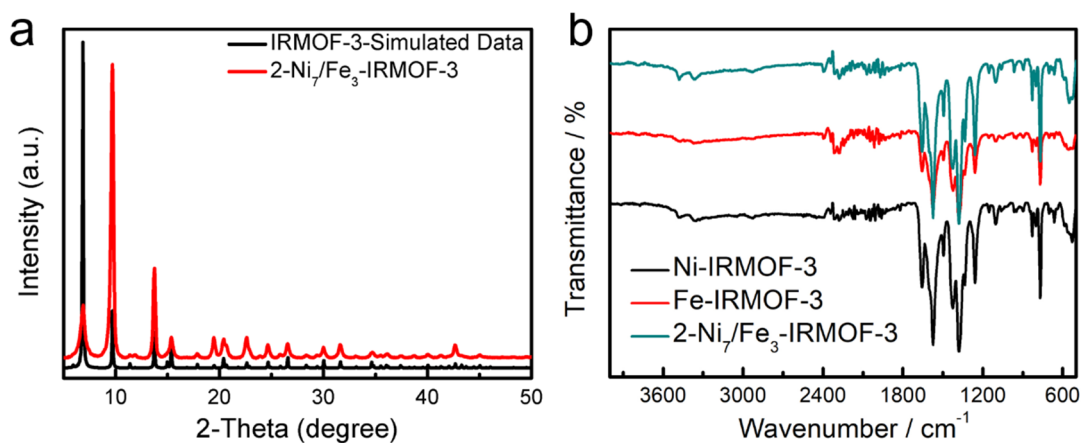 a
IRMOF-3-Simulated Data
2-Ni₇/Fe₃-IRMOF-3
Intensity (a.u.)
10 20 30 40 50
2-Theta (degree)
b
Transmittance / %
Ni-IRMOF-3
Fe-IRMOF-3
2-Ni₇/Fe₃-IRMOF-3
3600 3000 2400 1800 1200 600
Wavenumber / cm⁻¹